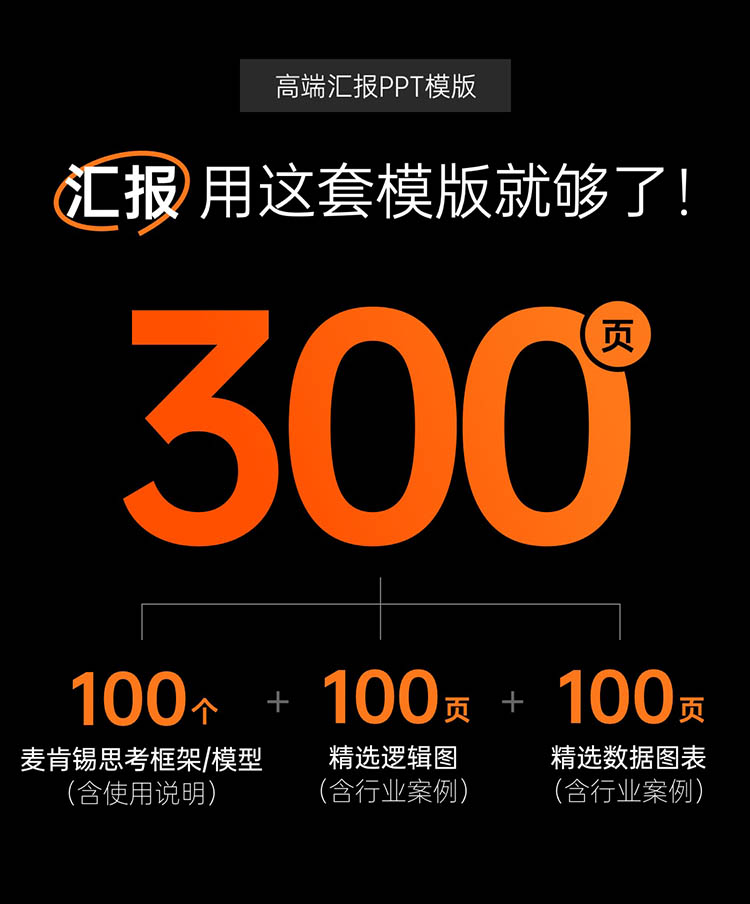 高端汇报PPT模版
汇报 用这套模版就够了！
300页
100个 + 100页 + 100页
麦肯锡思考框架/模型 精选逻辑图 精选数据图表
（含使用说明） （含行业案例） （含行业案例）